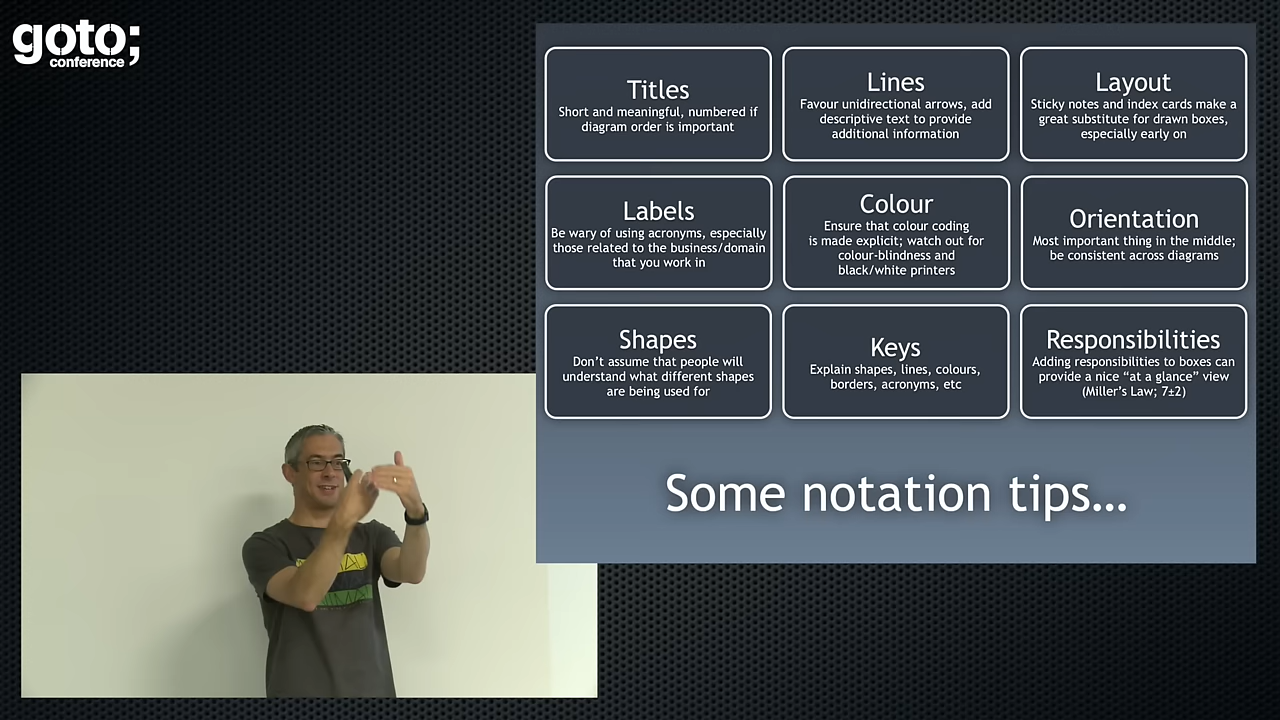 goto;
conference
Titles
Short and meaningful, numbered if
diagram order is important
Lines
Favour unidirectional arrows, add
descriptive text to provide
additional information
Layout
Sticky notes and index cards make a
great substitute for drawn boxes,
especially early on
Labels
Be wary of using acronyms, especially
those related to the business/domain
that you work in
Colour
Ensure that colour coding
is made explicit; watch out for
colour-blindness and
black/white printers
Orientation
Most important thing in the middle;
be consistent across diagrams
Shapes
Don’t assume that people will
understand what different shapes
are being used for
Keys
Explain shapes, lines, colours,
borders, acronyms, etc
Responsibilities
Adding responsibilities to boxes can
provide a nice “at a glance” view
(Miller’s Law; 7±2)
Some notation tips...